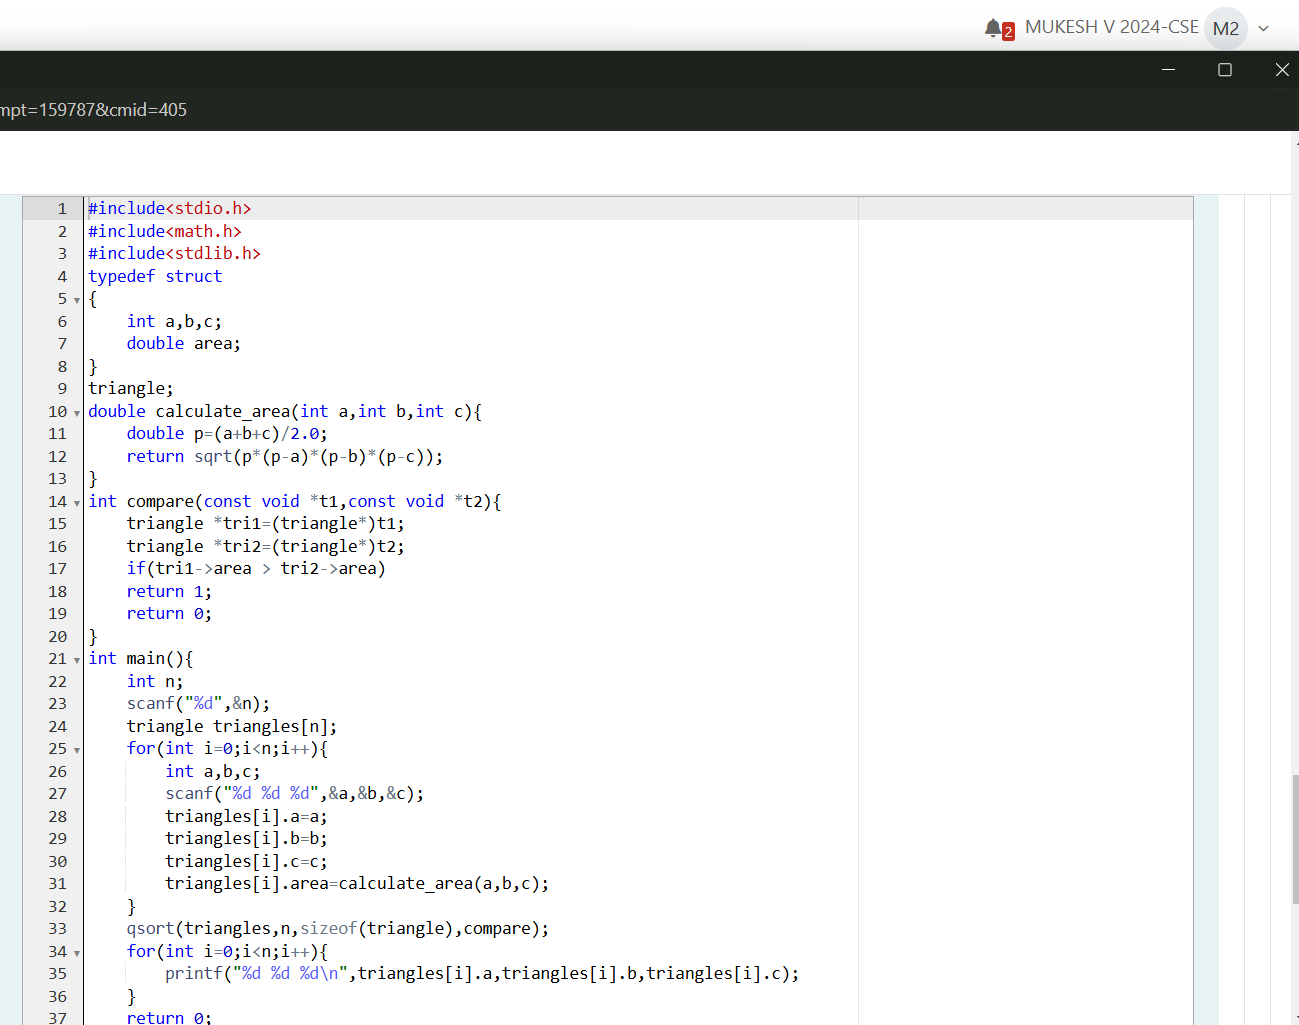 2 MUKESH V 2024-CSE M2
mpt=159787&cmid=405
1 #include<stdio.h>
2 #include<math.h>
3 #include<stdlib.h>
4 typedef struct
5 {
6     int a,b,c;
7     double area;
8 }
9 triangle;
10 double calculate_area(int a,int b,int c){
11     double p=(a+b+c)/2.0;
12     return sqrt(p*(p-a)*(p-b)*(p-c));
13 }
14 int compare(const void *t1,const void *t2){
15     triangle *tri1=(triangle*)t1;
16     triangle *tri2=(triangle*)t2;
17     if(tri1->area > tri2->area)
18     return 1;
19     return 0;
20 }
21 int main(){
22     int n;
23     scanf("%d",&n);
24     triangle triangles[n];
25     for(int i=0;i<n;i++){
26         int a,b,c;
27         scanf("%d %d %d",&a,&b,&c);
28         triangles[i].a=a;
29         triangles[i].b=b;
30         triangles[i].c=c;
31         triangles[i].area=calculate_area(a,b,c);
32     }
33     qsort(triangles,n,sizeof(triangle),compare);
34     for(int i=0;i<n;i++){
35         printf("%d %d %d\n",triangles[i].a,triangles[i].b,triangles[i].c);
36     }
37     return 0;